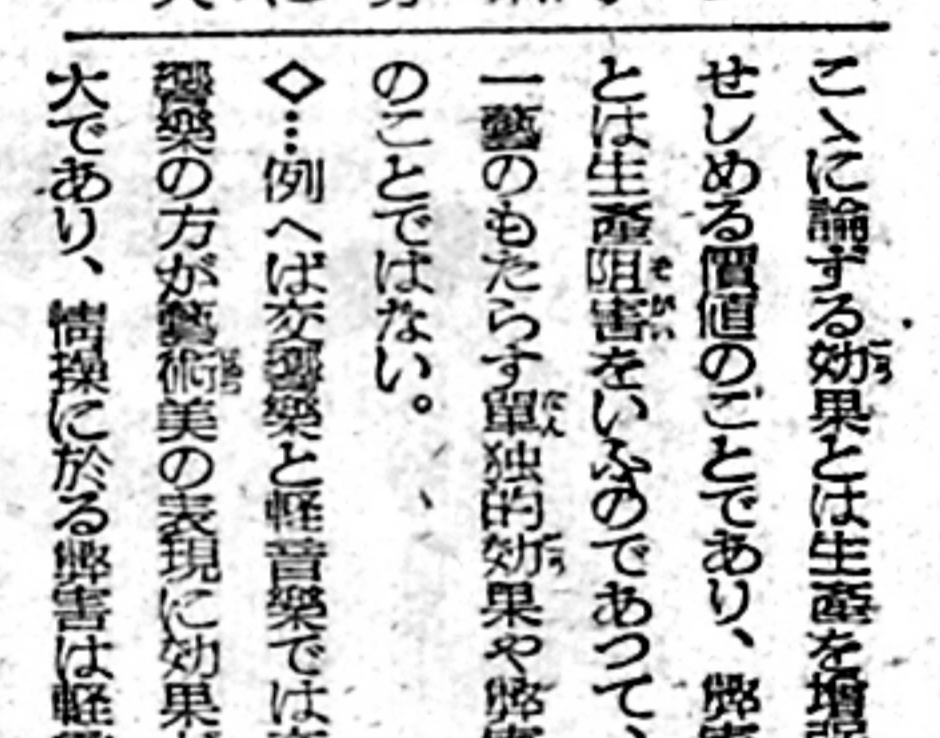 こゝに論ずる効果とは生産を増強
せしめる價値のことであり、弊害
とは生産阻害をいふのであつて、
一藝のもたらす單独的効果や弊害
のことではない。
◇…例へば交響樂と軽音樂では
響樂の方が藝術美の表現に効果が
大であり、情操に於る弊害は軽